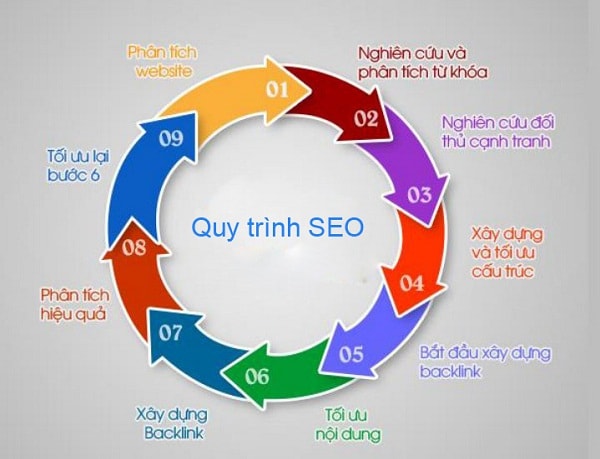 Phân tích
website
01
Nghiên cứu và
phân tích từ khóa
02
Nghiên cứu đối
thủ cạnh tranh
03
Xây dựng
và tối ưu
cấu trúc
04
Bắt đầu xây dựng
backlink
05
Tối ưu
nội dung
06
Xây dựng
Backlink
07
Phân tích
hiệu quả
08
Tối ưu lại
bước 6
09
Quy trình SEO